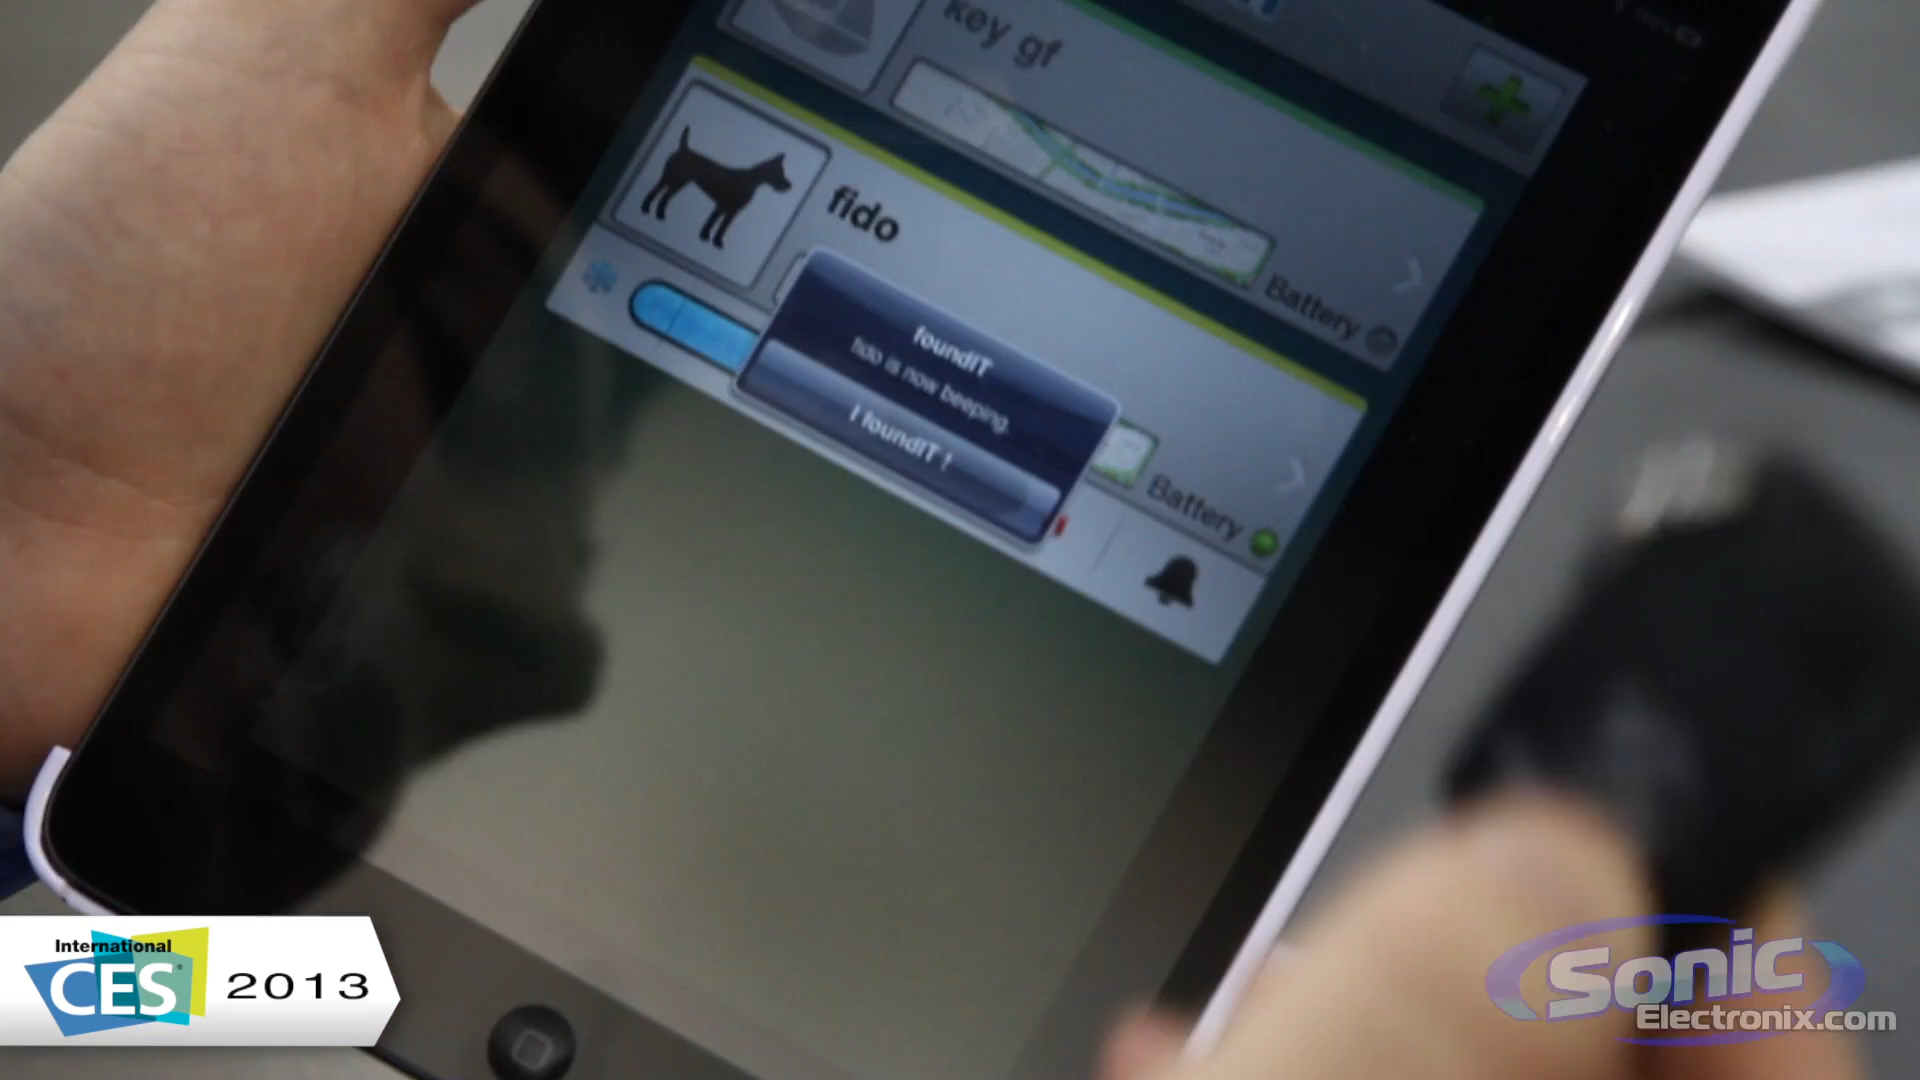 key gf
Battery
fido
foundIT
fido is now beeping.
I foundIT !
Battery
International
CES
2013
Sonic
Electronix.com